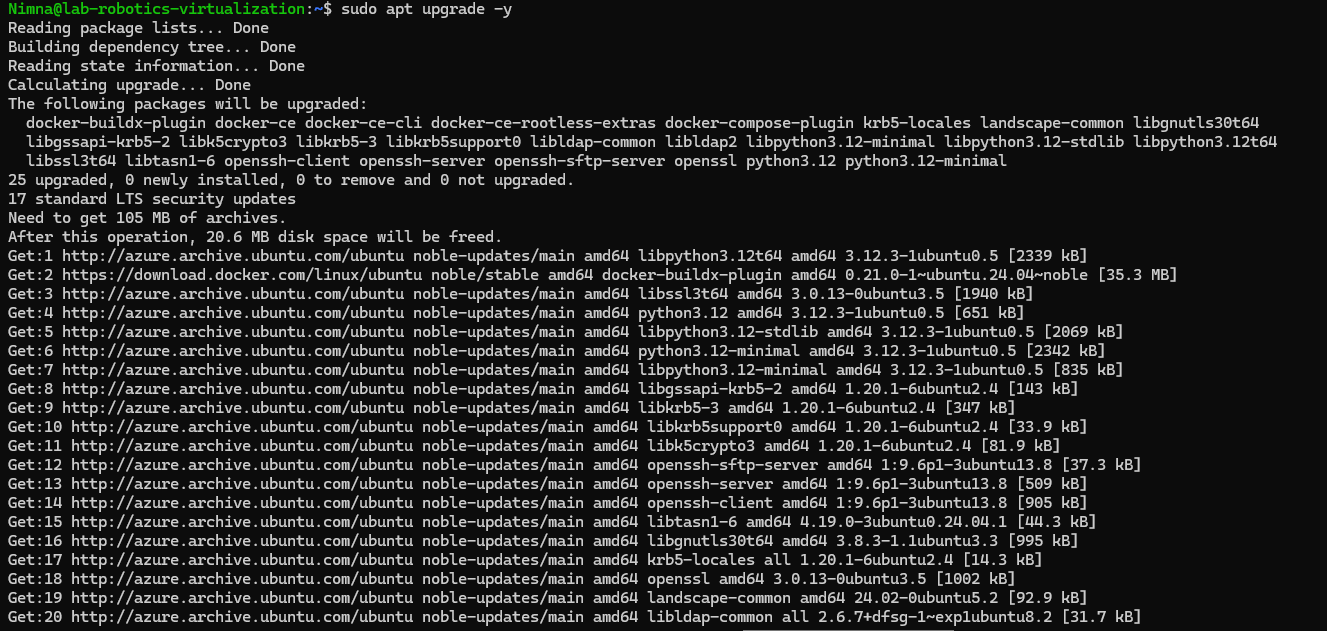 Nimna@lab-robotics-virtualization:~$ sudo apt upgrade -y
Reading package lists... Done
Building dependency tree... Done
Reading state information... Done
Calculating upgrade... Done
The following packages will be upgraded:
  docker-buildx-plugin docker-ce docker-ce-cli docker-ce-rootless-extras docker-compose-plugin krb5-locales landscape-common libgnutls30t64
  libgssapi-krb5-2 libk5crypto3 libkrb5-3 libkrb5support0 libldap-common libldap2 libpython3.12-minimal libpython3.12-stdlib libpython3.12t64
  libssl3t64 libtasn1-6 openssh-client openssh-server openssh-sftp-server openssl python3.12 python3.12-minimal
25 upgraded, 0 newly installed, 0 to remove and 0 not upgraded.
17 standard LTS security updates
Need to get 105 MB of archives.
After this operation, 20.6 MB disk space will be freed.
Get:1 http://azure.archive.ubuntu.com/ubuntu noble-updates/main amd64 libpython3.12t64 amd64 3.12.3-1ubuntu0.5 [2339 kB]
Get:2 https://download.docker.com/linux/ubuntu noble/stable amd64 docker-buildx-plugin amd64 0.21.0-1~ubuntu.24.04~noble [35.3 MB]
Get:3 http://azure.archive.ubuntu.com/ubuntu noble-updates/main amd64 libssl3t64 amd64 3.0.13-0ubuntu3.5 [1940 kB]
Get:4 http://azure.archive.ubuntu.com/ubuntu noble-updates/main amd64 python3.12 amd64 3.12.3-1ubuntu0.5 [651 kB]
Get:5 http://azure.archive.ubuntu.com/ubuntu noble-updates/main amd64 libpython3.12-stdlib amd64 3.12.3-1ubuntu0.5 [2069 kB]
Get:6 http://azure.archive.ubuntu.com/ubuntu noble-updates/main amd64 python3.12-minimal amd64 3.12.3-1ubuntu0.5 [2342 kB]
Get:7 http://azure.archive.ubuntu.com/ubuntu noble-updates/main amd64 libpython3.12-minimal amd64 3.12.3-1ubuntu0.5 [835 kB]
Get:8 http://azure.archive.ubuntu.com/ubuntu noble-updates/main amd64 libgssapi-krb5-2 amd64 1.20.1-6ubuntu2.4 [143 kB]
Get:9 http://azure.archive.ubuntu.com/ubuntu noble-updates/main amd64 libkrb5-3 amd64 1.20.1-6ubuntu2.4 [347 kB]
Get:10 http://azure.archive.ubuntu.com/ubuntu noble-updates/main amd64 libkrb5support0 amd64 1.20.1-6ubuntu2.4 [33.9 kB]
Get:11 http://azure.archive.ubuntu.com/ubuntu noble-updates/main amd64 libk5crypto3 amd64 1.20.1-6ubuntu2.4 [81.9 kB]
Get:12 http://azure.archive.ubuntu.com/ubuntu noble-updates/main amd64 openssh-sftp-server amd64 1:9.6p1-3ubuntu13.8 [37.3 kB]
Get:13 http://azure.archive.ubuntu.com/ubuntu noble-updates/main amd64 openssh-server amd64 1:9.6p1-3ubuntu13.8 [509 kB]
Get:14 http://azure.archive.ubuntu.com/ubuntu noble-updates/main amd64 openssh-client amd64 1:9.6p1-3ubuntu13.8 [905 kB]
Get:15 http://azure.archive.ubuntu.com/ubuntu noble-updates/main amd64 libtasn1-6 amd64 4.19.0-3ubuntu0.24.04.1 [44.3 kB]
Get:16 http://azure.archive.ubuntu.com/ubuntu noble-updates/main amd64 libgnutls30t64 amd64 3.8.3-1.1ubuntu3.3 [995 kB]
Get:17 http://azure.archive.ubuntu.com/ubuntu noble-updates/main amd64 krb5-locales all 1.20.1-6ubuntu2.4 [14.3 kB]
Get:18 http://azure.archive.ubuntu.com/ubuntu noble-updates/main amd64 openssl amd64 3.0.13-0ubuntu3.5 [1002 kB]
Get:19 http://azure.archive.ubuntu.com/ubuntu noble-updates/main amd64 landscape-common amd64 24.02-0ubuntu5.2 [92.9 kB]
Get:20 http://azure.archive.ubuntu.com/ubuntu noble-updates/main amd64 libldap-common all 2.6.7+dfsg-1~exp1ubuntu8.2 [31.7 kB]